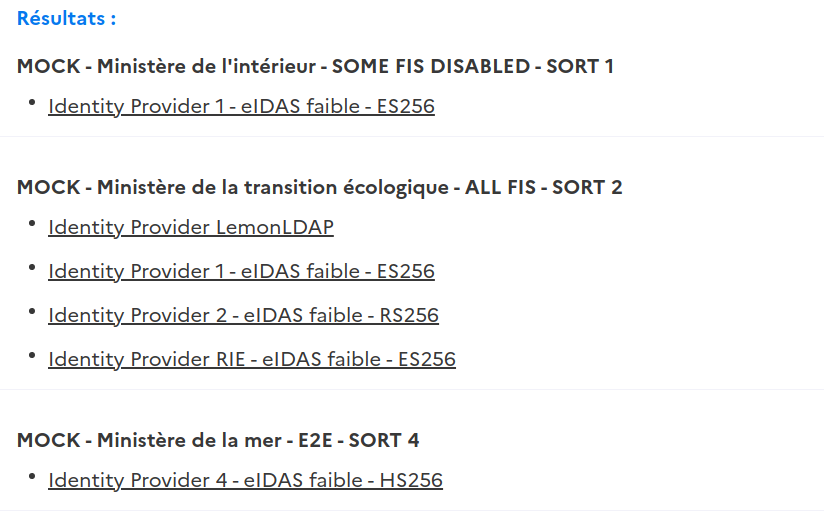 Résultats :
MOCK - Ministère de l'intérieur - SOME FIS DISABLED - SORT 1
Identity Provider 1 - eIDAS faible - ES256
MOCK - Ministère de la transition écologique - ALL FIS - SORT 2
Identity Provider LemonLDAP
Identity Provider 1 - eIDAS faible - ES256
Identity Provider 2 - eIDAS faible - RS256
Identity Provider RIE - eIDAS faible - ES256
MOCK - Ministère de la mer - E2E - SORT 4
Identity Provider 4 - eIDAS faible - HS256